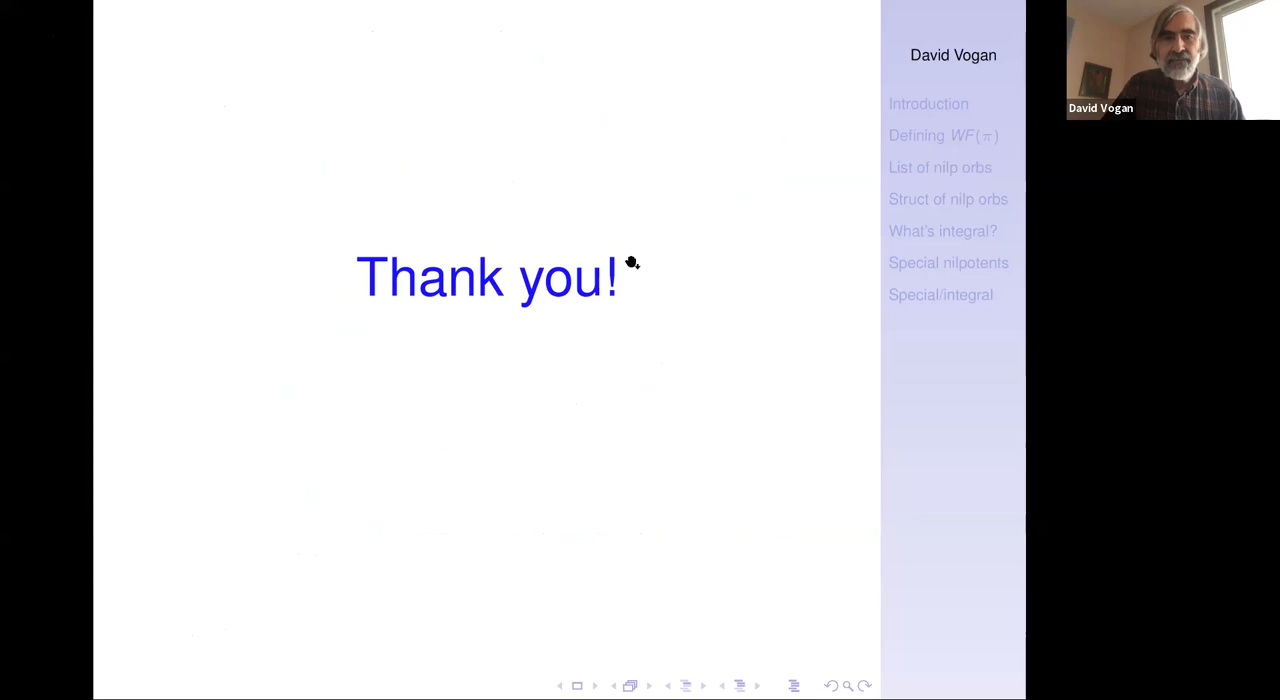 Thank you!
David Vogan
Introduction
Defining WF(π)
List of nilp orbs
Struct of nilp orbs
What's integral?
Special nilpotents
Special/integral
David Vogan